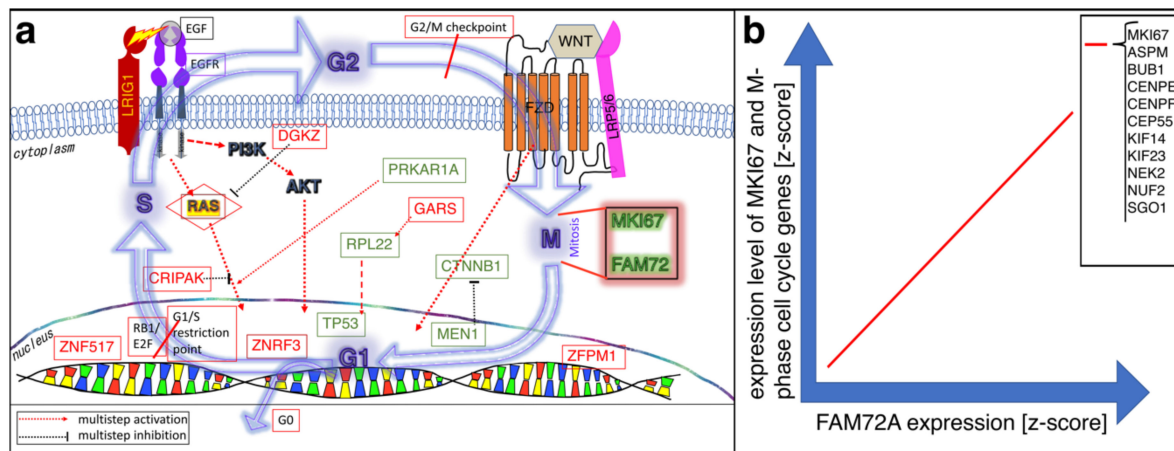 a
EGF
EGFR
LRIG1
G2
G2/M checkpoint
WNT
FZD
LRP5/6
cytoplasm
PI3K
DGKZ
AKT
PRKAR1A
S
RAS
GARS
RPL22
M
Mitosis
MKI67
FAM72
CRIPAK
CTNNB1
nucleus
RB1/
E2F
G1/S
restriction
point
TP53
MEN1
ZNF517
ZNRF3
G1
ZFPM1
G0
multistep activation
multistep inhibition
b
expression level of MKI67 and M-
phase cell cycle genes [z-score]
FAM72A expression [z-score]
MKI67
ASPM
BUB1
CENPE
CENPF
CEP55
KIF14
KIF23
NEK2
NUF2
SGO1